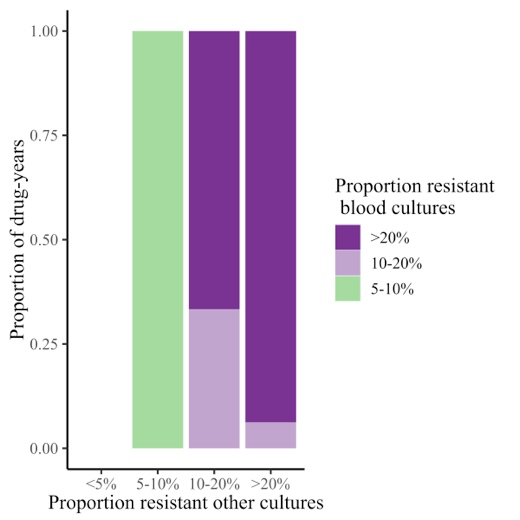 1.00
0.75
0.50
0.25
0.00
Proportion of drug-years
<5% 5-10% 10-20% >20%
Proportion resistant other cultures
Proportion resistant
blood cultures
>20%
10-20%
5-10%